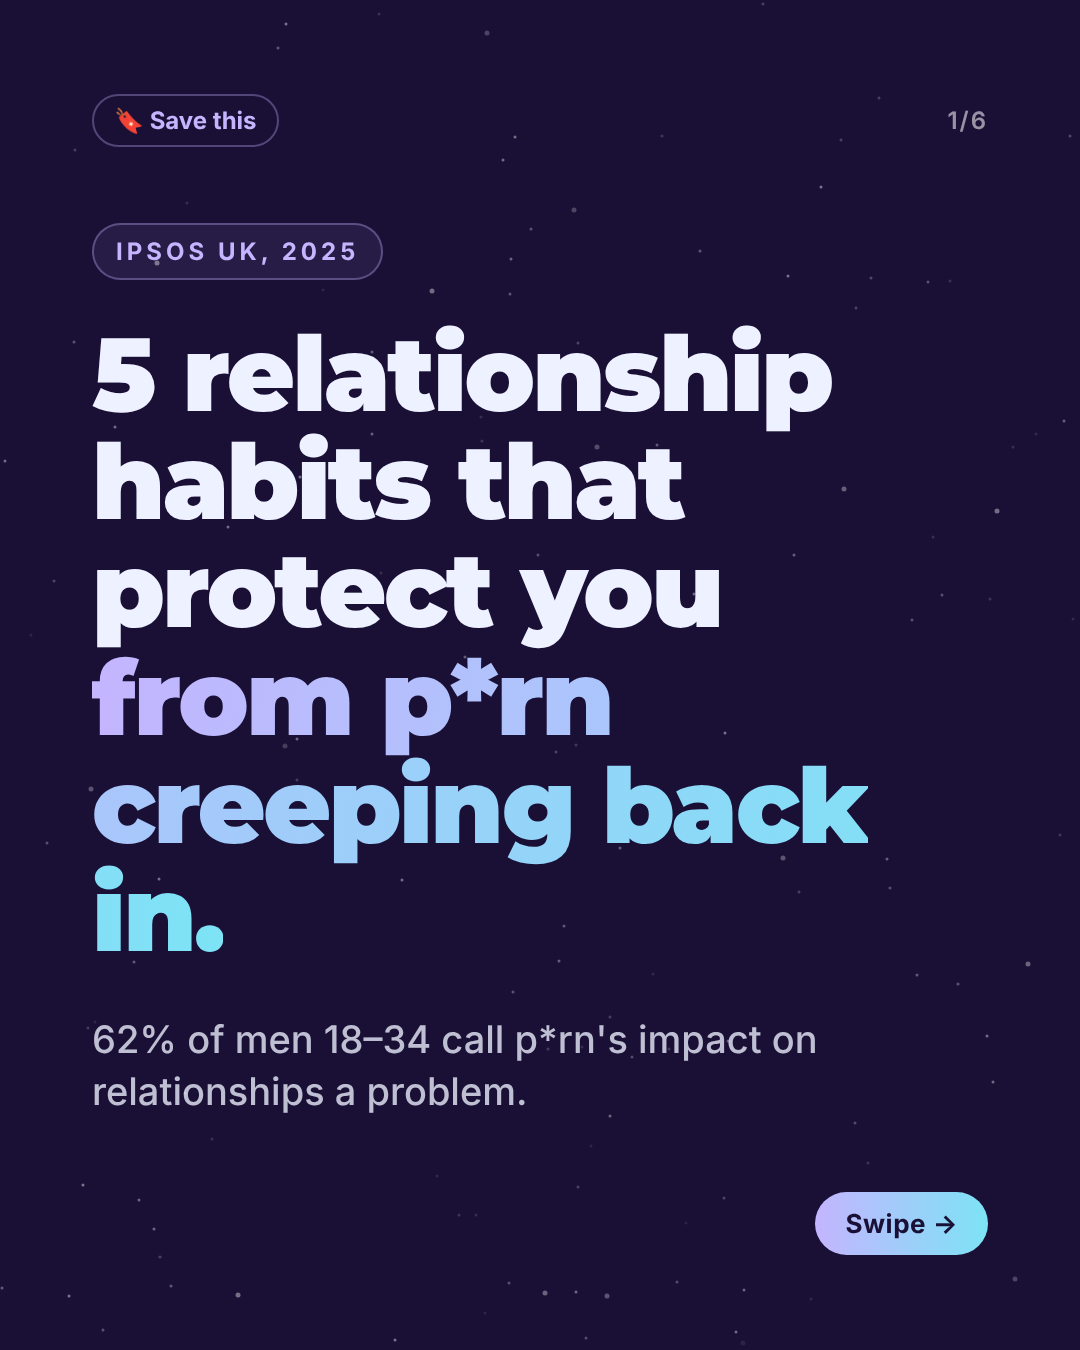 🔖 Save this
1/6
IPSOS UK, 2025
5 relationship
habits that
protect you
from p*rn
creeping back
in.
62% of men 18–34 call p*rn's impact on
relationships a problem.
Swipe →